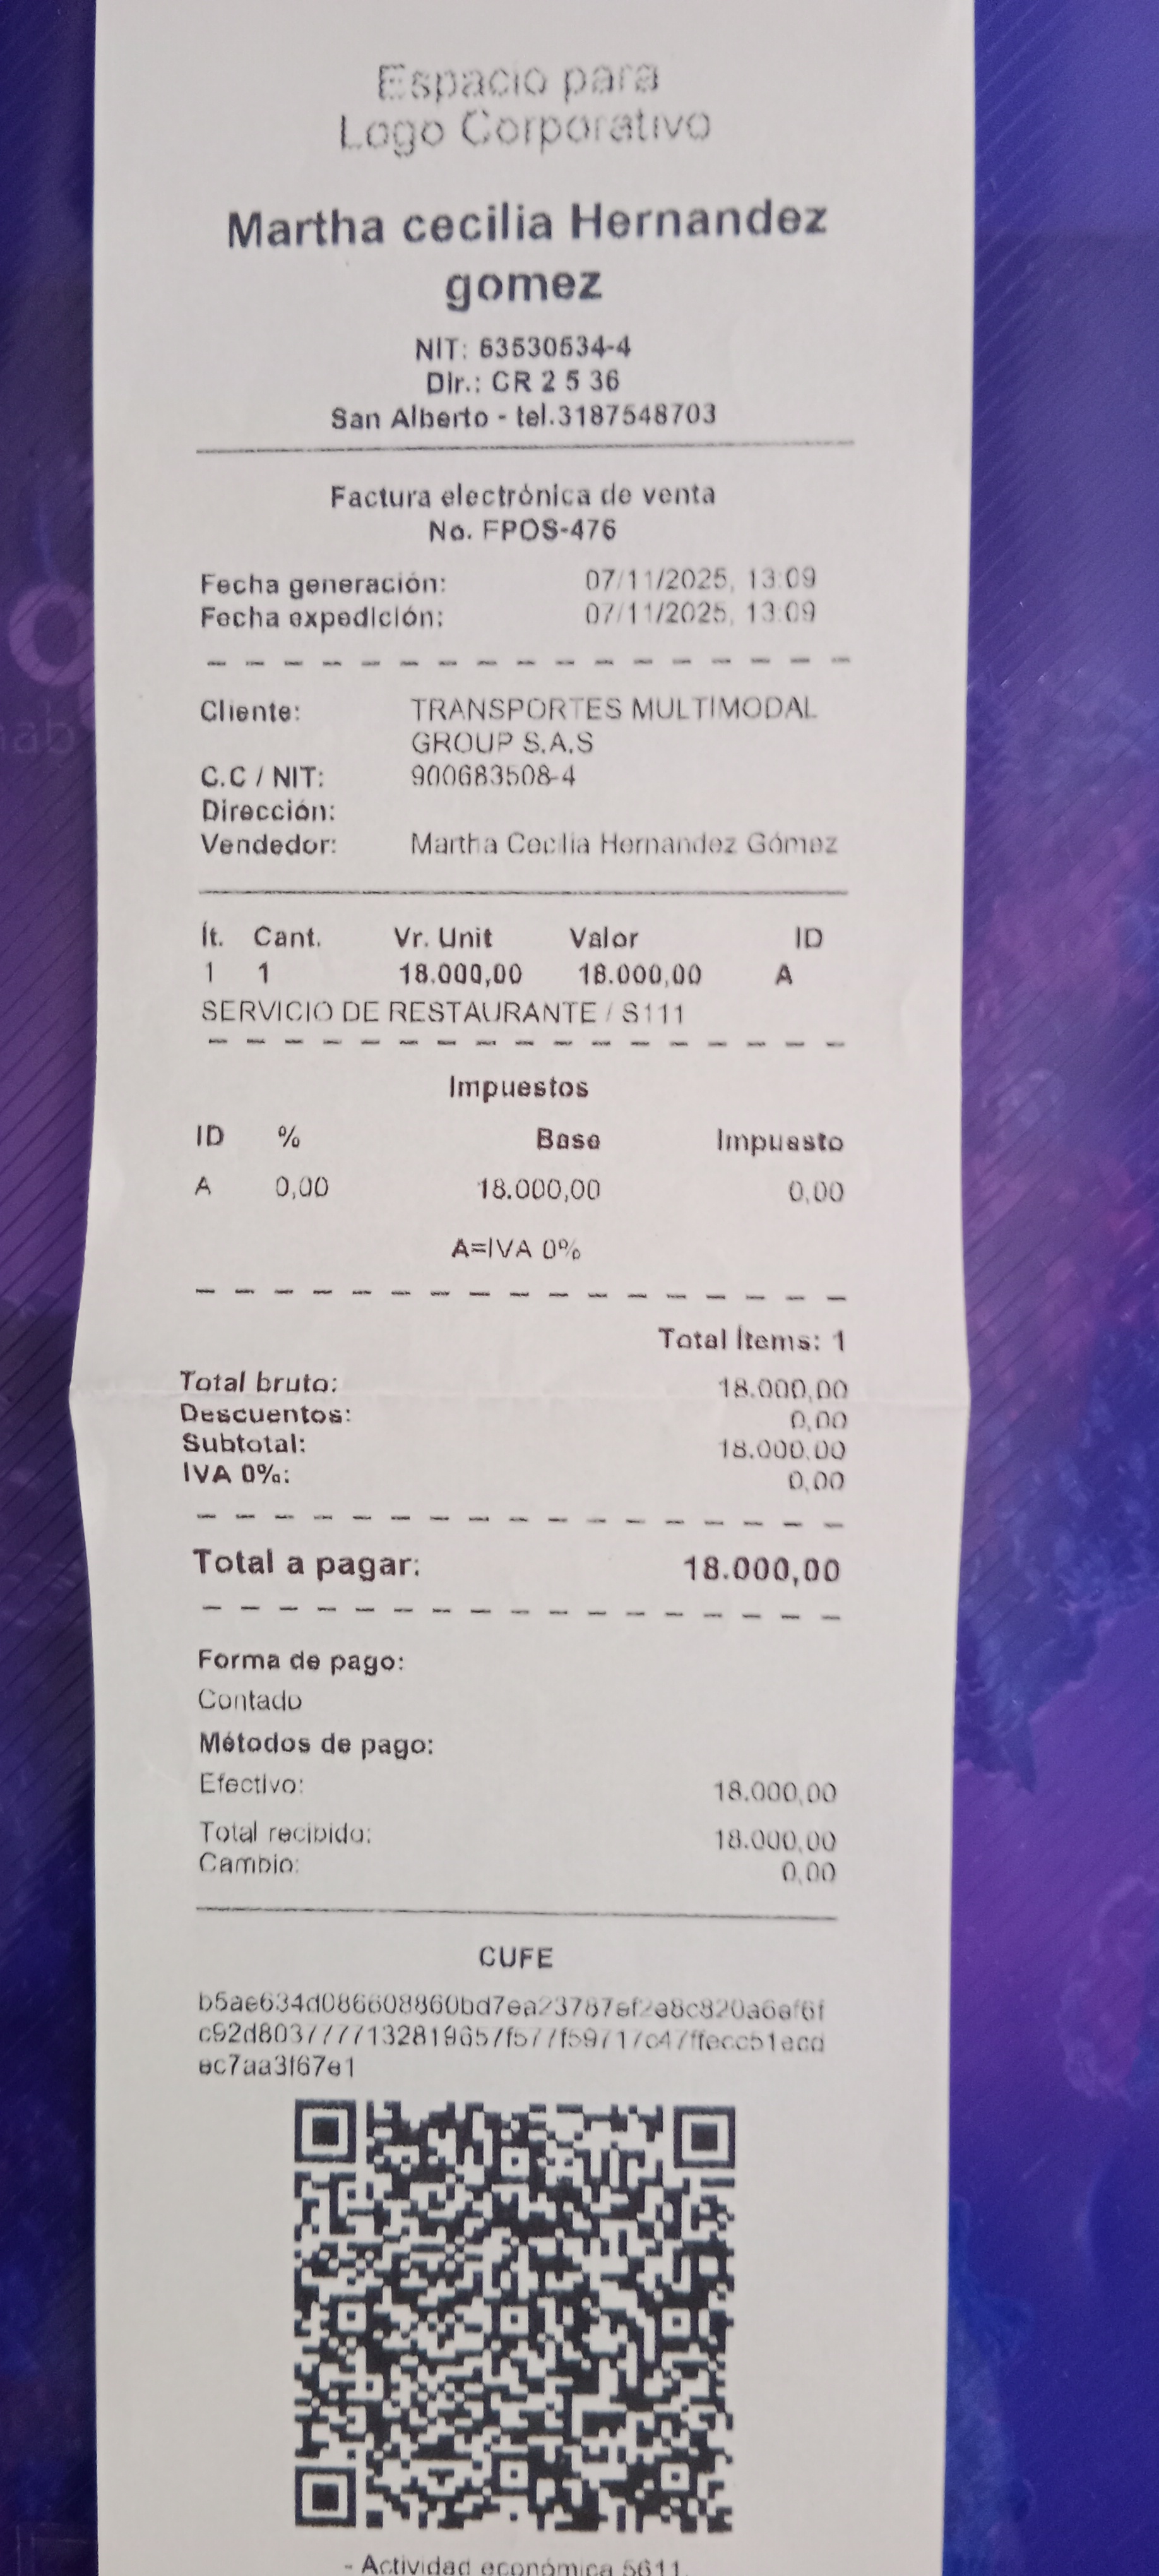 Espacio para
Logo Corporativo
Martha cecilia Hernandez
gomez
NIT: 63530534-4
Dir.: CR 2 5 36
San Alberto - tel.3187548703
Factura electrónica de venta
No. FPOS-476
Fecha generación: 07/11/2025, 13:09
Fecha expedición: 07/11/2025, 13:09
Cliente: TRANSPORTES MULTIMODAL
GROUP S.A.S
C.C / NIT: 900683508-4
Dirección:
Vendedor: Martha Cecilia Hernandez Gómez
Ít. Cant. Vr. Unit Valor ID
1 1 18.000,00 18.000,00 A
SERVICIO DE RESTAURANTE / S111
Impuestos
ID % Base Impuesto
A 0,00 18.000,00 0,00
A=IVA 0%
Total Ítems: 1
Total bruto: 18.000,00
Descuentos: 0,00
Subtotal: 18.000,00
IVA 0%: 0,00
Total a pagar: 18.000,00
Forma de pago:
Contado
Métodos de pago:
Efectivo: 18.000,00
Total recibido: 18.000,00
Cambio: 0,00
CUFE
ec7aa3f67e1
- Actividad económica 5611.